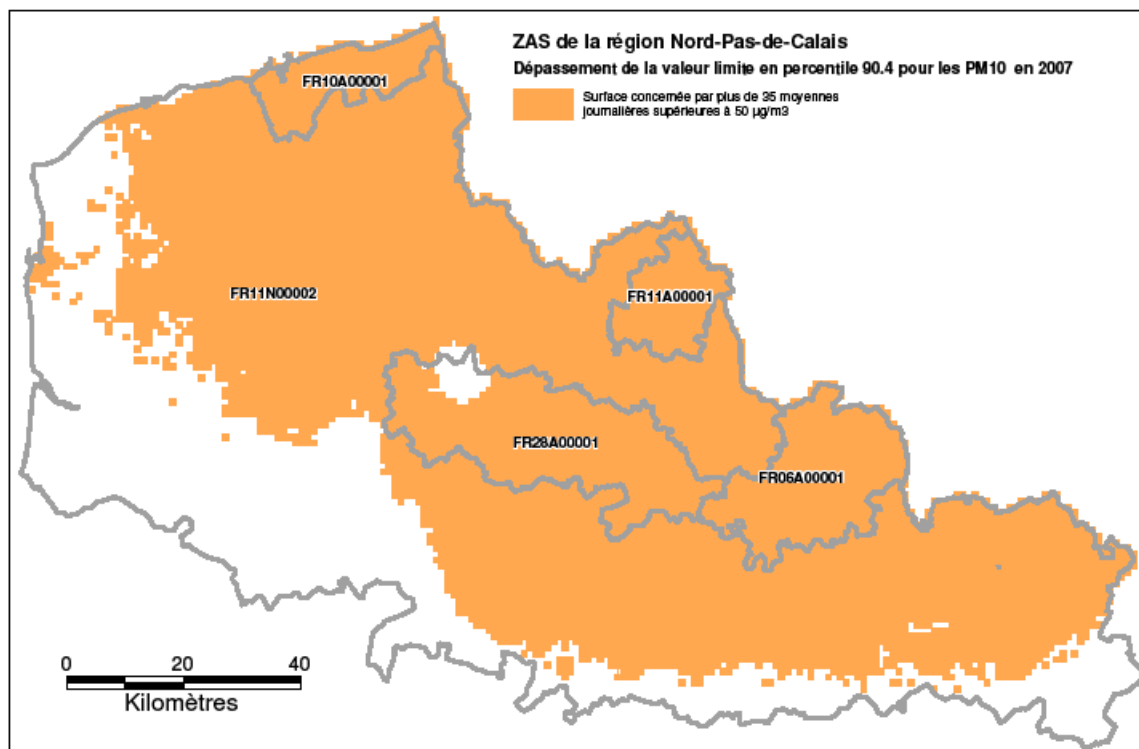 ZAS de la région Nord-Pas-de-Calais
Dépassement de la valeur limite en percentile 90.4 pour les PM10 en 2007
Surface concernée par plus de 35 moyennes
journalières supérieures à 50 µg/m3
FR10A00001
FR11N00002
FR11A00001
FR28A00001
FR06A00001
0 20 40
Kilomètres